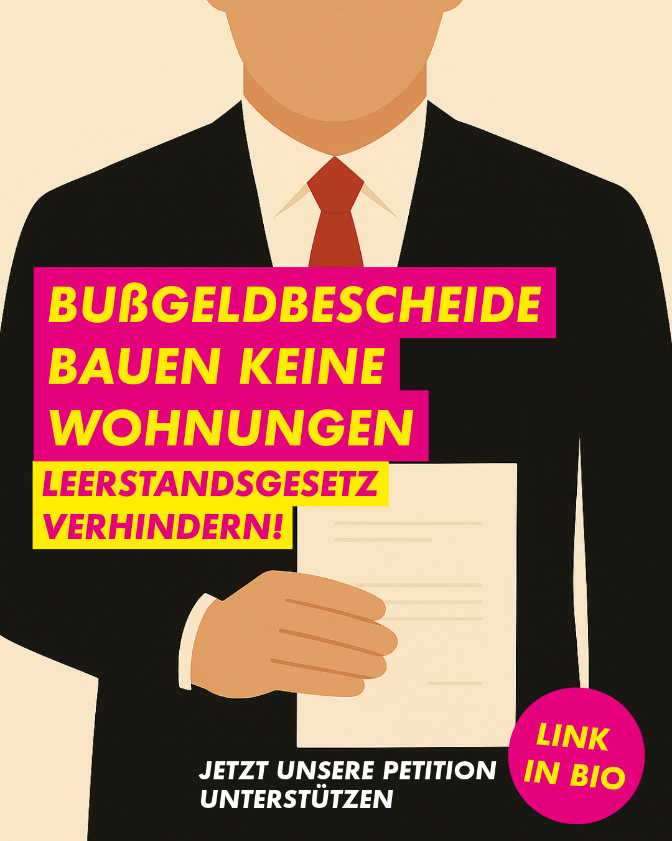 BUßGELDBESCHEIDE
BAUEN KEINE
WOHNUNGEN
LEERSTANDSGESETZ
VERHINDERN!
JETZT UNSERE PETITION
UNTERSTÜTZEN
LINK
IN BIO